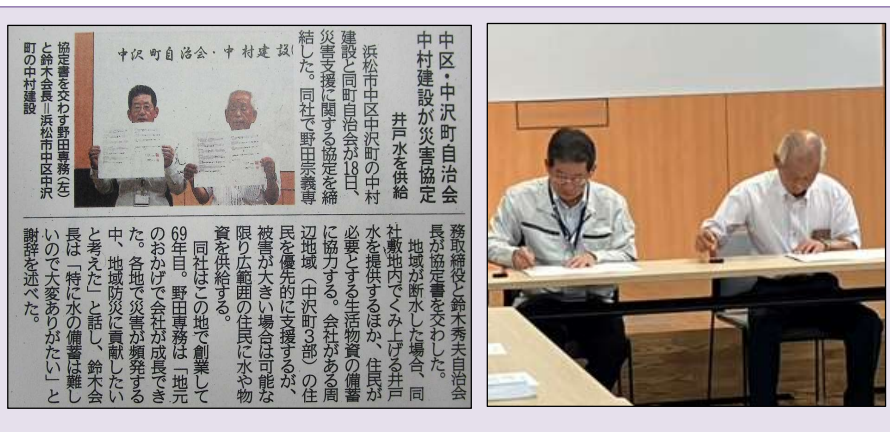 中区・中沢町自治会
中村建設が災害協定
井戸水を供給
浜松市中区中沢町の中村
建設と同町自治会が18日、
災害支援に関する協定を締
結した。同社で野田宗義専
務取締役と鈴木秀夫自治会
長が協定書を交わした。
地域が断水した場合、同
社敷地内でくみ上げる井戸
水を提供するほか、住民が
必要とする生活物資の備蓄
に協力する。会社がある周
辺地域（中沢町3部）の住
民を優先的に支援するが、
被害が大きい場合は可能な
限り広範囲の住民に水や物
資を供給する。
同社はこの地で創業して
69年目。野田専務は「地元
のおかげで会社が成長でき
た。各地で災害が頻発する
中、地域防災に貢献したい
と考えた」と話し、鈴木会
長は「特に水の備蓄は難し
いので大変ありがたい」と
謝辞を述べた。
中沢町自治会・中村建設
協定書を交わす野田専務（左）
と鈴木会長＝浜松市中区中沢
町の中村建設